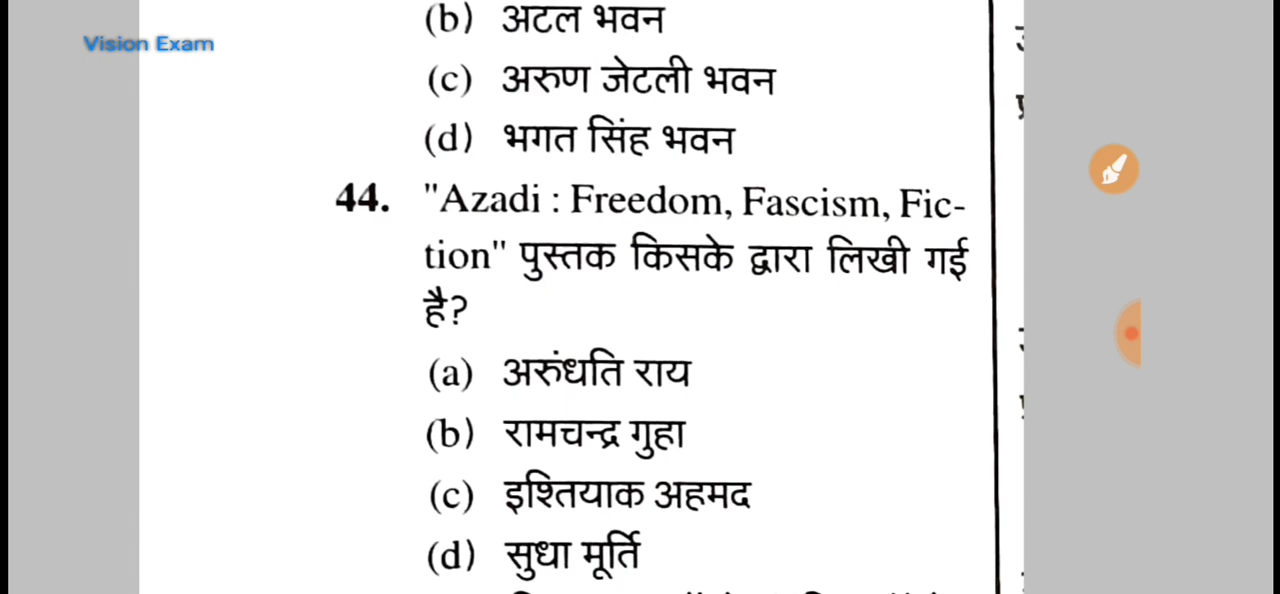 (b) अटल भवन
Vision Exam
(c) अरुण जेटली भवन
(d) भगत सिंह भवन
44. "Azadi : Freedom, Fascism, Fic-
tion" पुस्तक किसके द्वारा लिखी गई
है?
(a) अरुंधति राय
(b) रामचन्द्र गुहा
(c) इश्तियाक अहमद
(d) सुधा मूर्ति